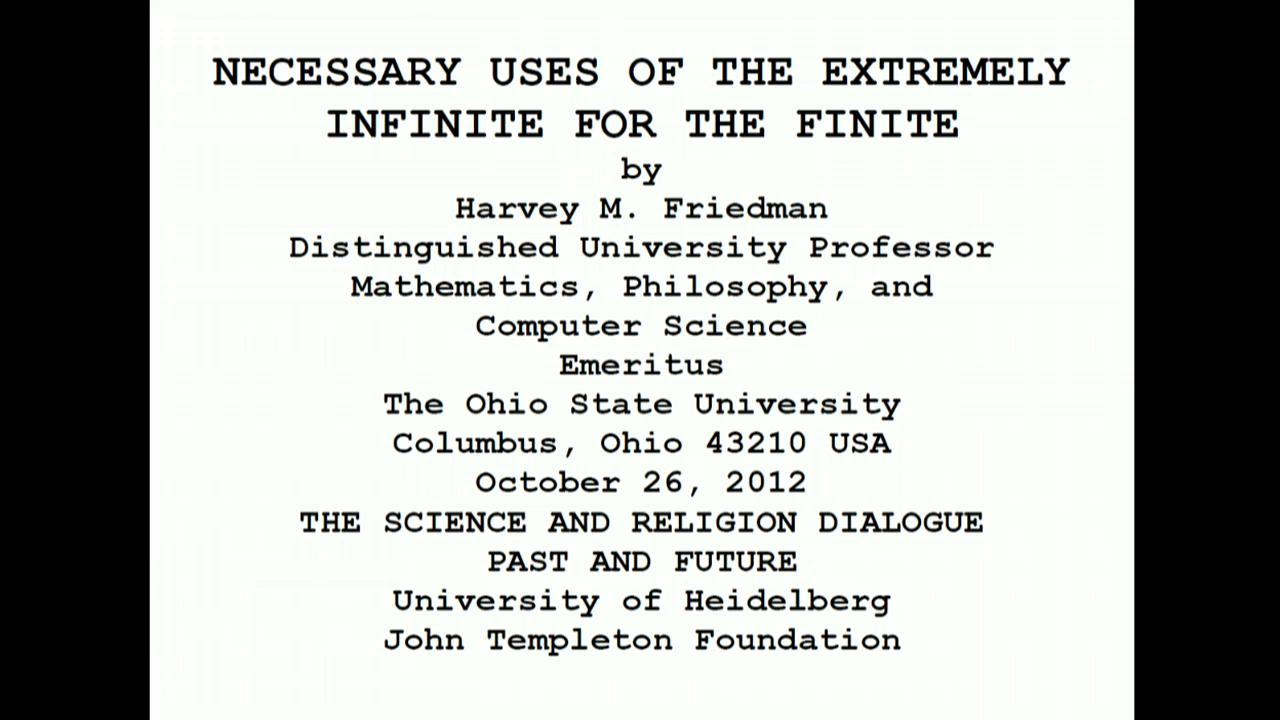 NECESSARY USES OF THE EXTREMELY
INFINITE FOR THE FINITE
by
Harvey M. Friedman
Distinguished University Professor
Mathematics, Philosophy, and
Computer Science
Emeritus
The Ohio State University
Columbus, Ohio 43210 USA
October 26, 2012
THE SCIENCE AND RELIGION DIALOGUE
PAST AND FUTURE
University of Heidelberg
John Templeton Foundation